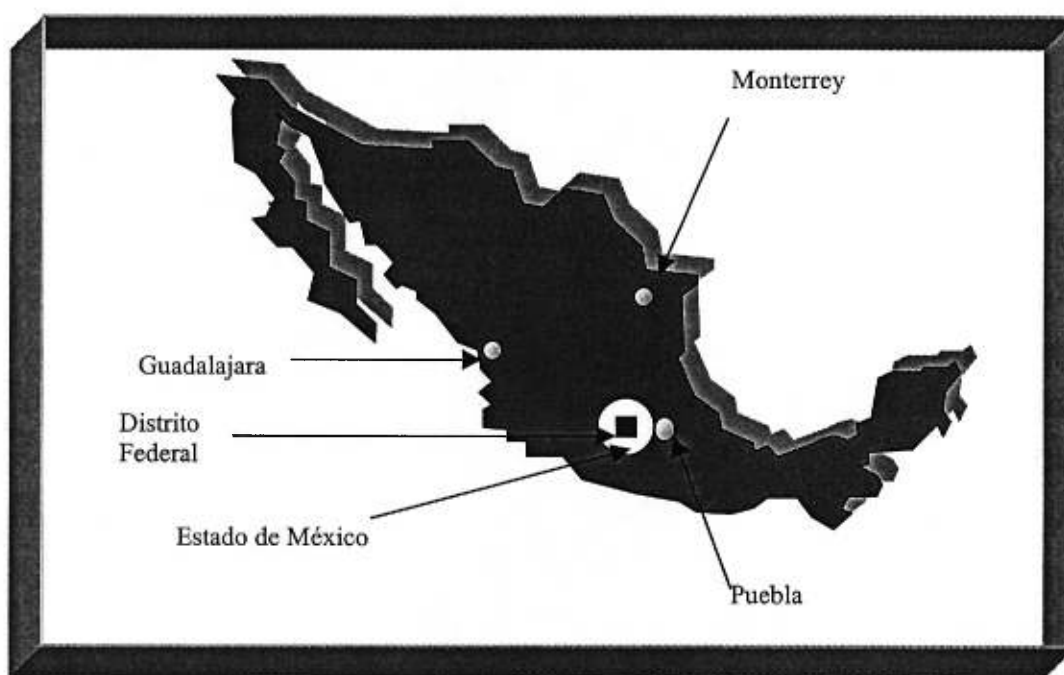 Monterrey
Guadalajara
Distrito
Federal
Estado de México
Puebla